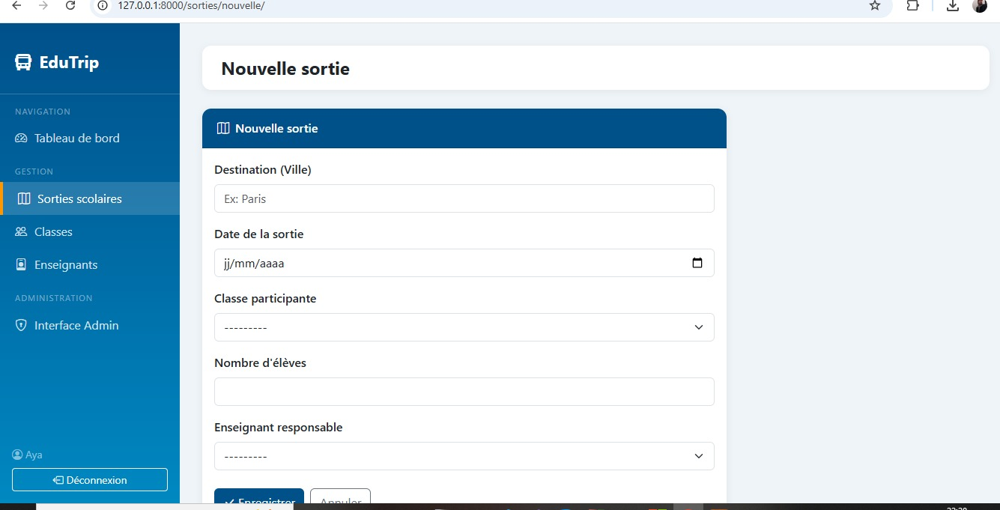 127.0.0.1:8000/sorties/nouvelle/
EduTrip
Nouvelle sortie
NAVIGATION
Tableau de bord
GESTION
Sorties scolaires
Classes
Enseignants
ADMINISTRATION
Interface Admin
Aya
Déconnexion
Nouvelle sortie
Destination (Ville)
Ex: Paris
Date de la sortie
jj/mm/aaaa
Classe participante
---------
Nombre d'élèves
Enseignant responsable
---------
Enregistrer
Annuler